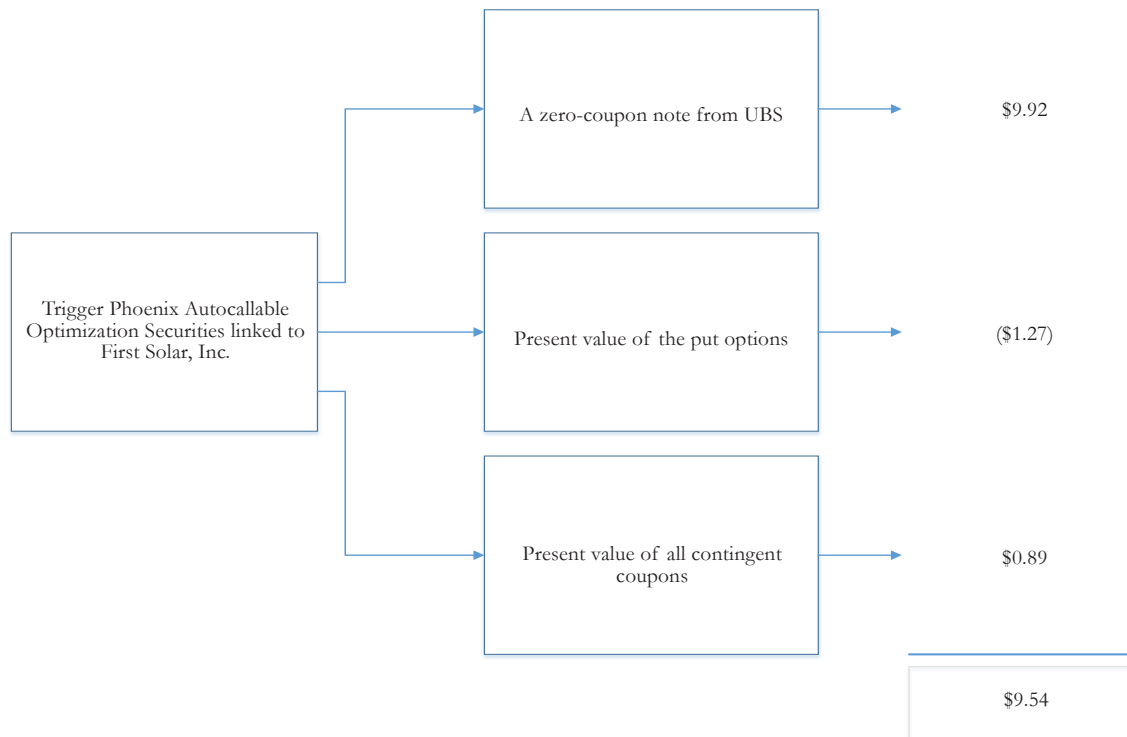 A zero-coupon note from UBS
$9.92
Trigger Phoenix Autocallable
Optimization Securities linked to
First Solar, Inc.
Present value of the put options
($1.27)
Present value of all contingent
coupons
$0.89
$9.54